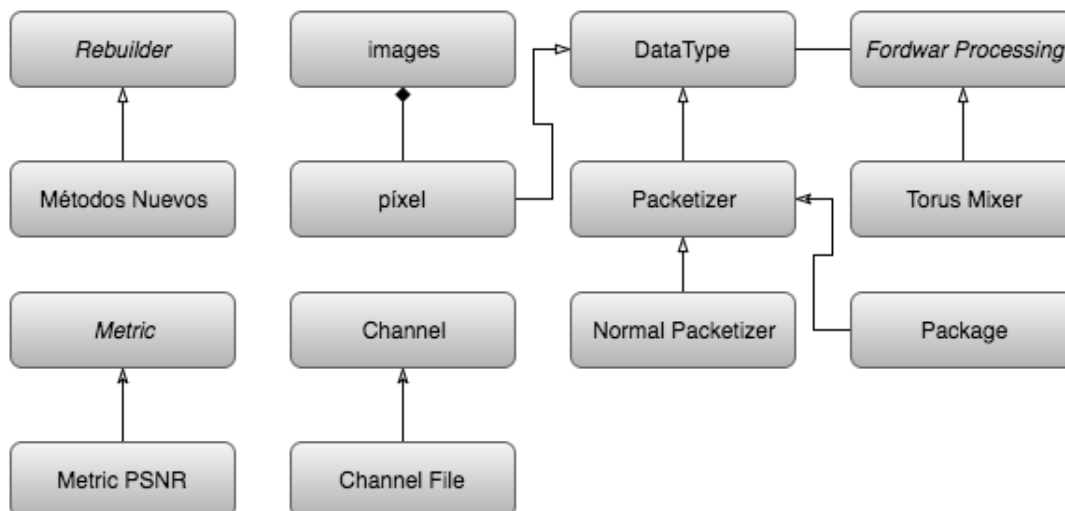 Rebuilder
images
DataType
Fordwar Processing
Métodos Nuevos
píxel
Packetizer
Torus Mixer
Metric
Channel
Normal Packetizer
Package
Metric PSNR
Channel File